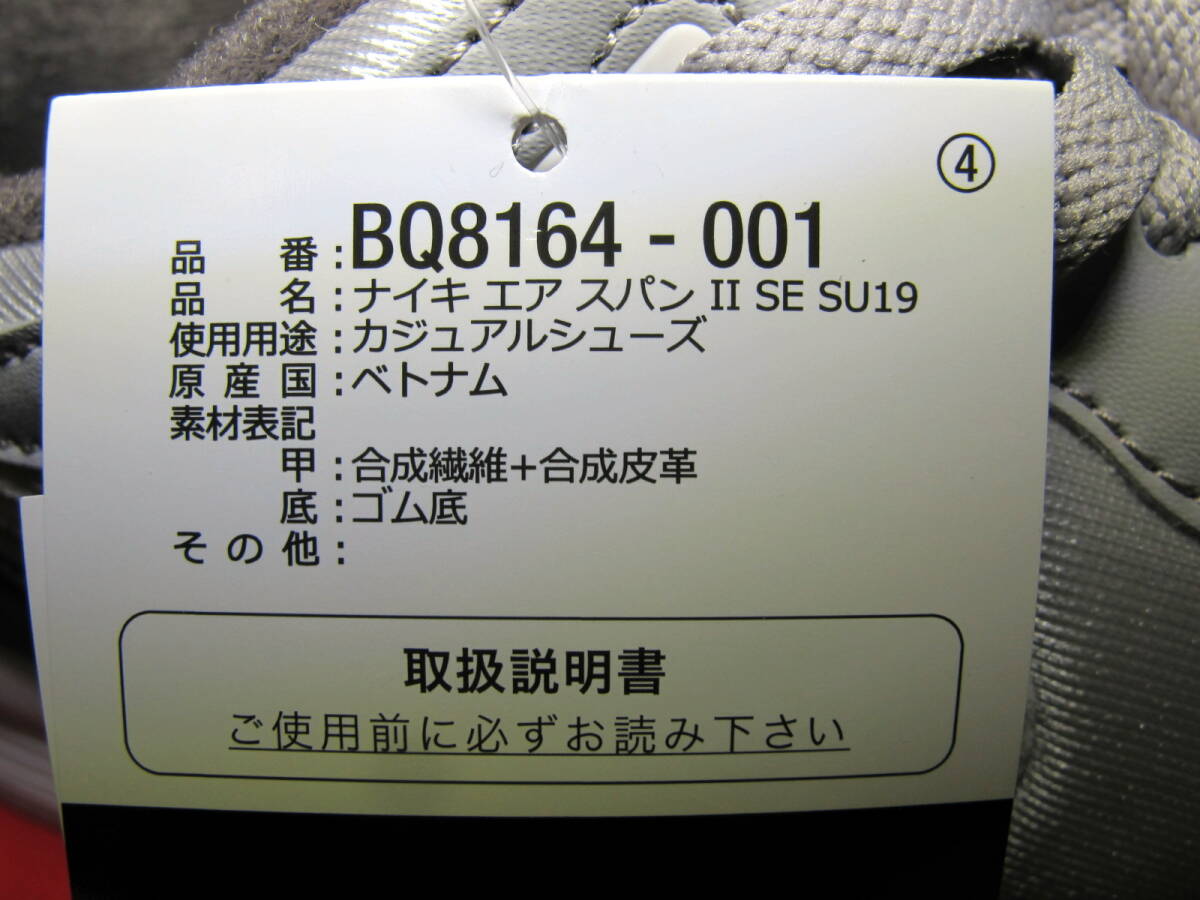 ④
品 番:BQ8164 - 001
品 名:ナイキ エア スパン II SE SU19
使用用途:カジュアルシューズ
原 産 国:ベトナム
素材表記
甲:合成繊維+合成皮革
底:ゴム底
そ の 他:
取扱説明書
ご使用前に必ずお読み下さい